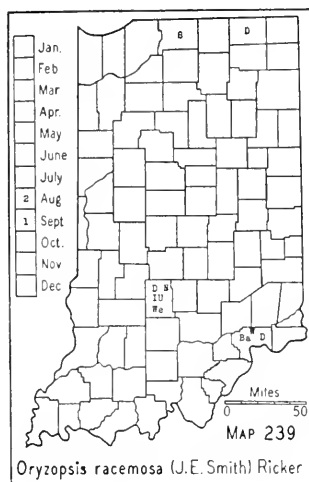 Jan.
Feb
Mar
Apr.
May
June
July
2 Aug
1 Sept
Oct.
Nov
Dec
D
D N
IU
We
W
Ba D
Miles
0 50
MAP 239
Oryzopsis racemosa (J.E. Smith) Ricker